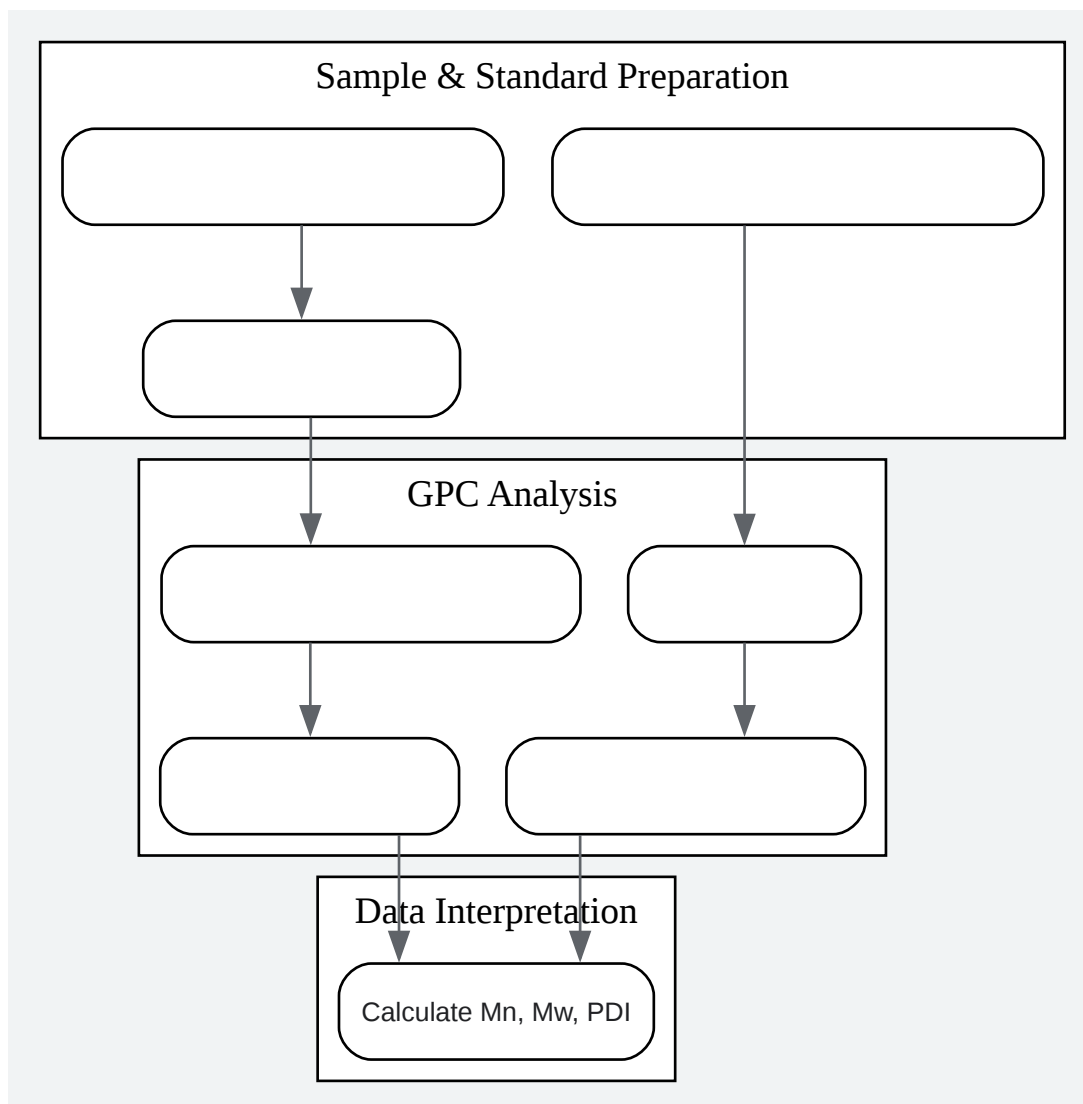 Sample & Standard Preparation
GPC Analysis
Data Interpretation
Calculate Mn, Mw, PDI